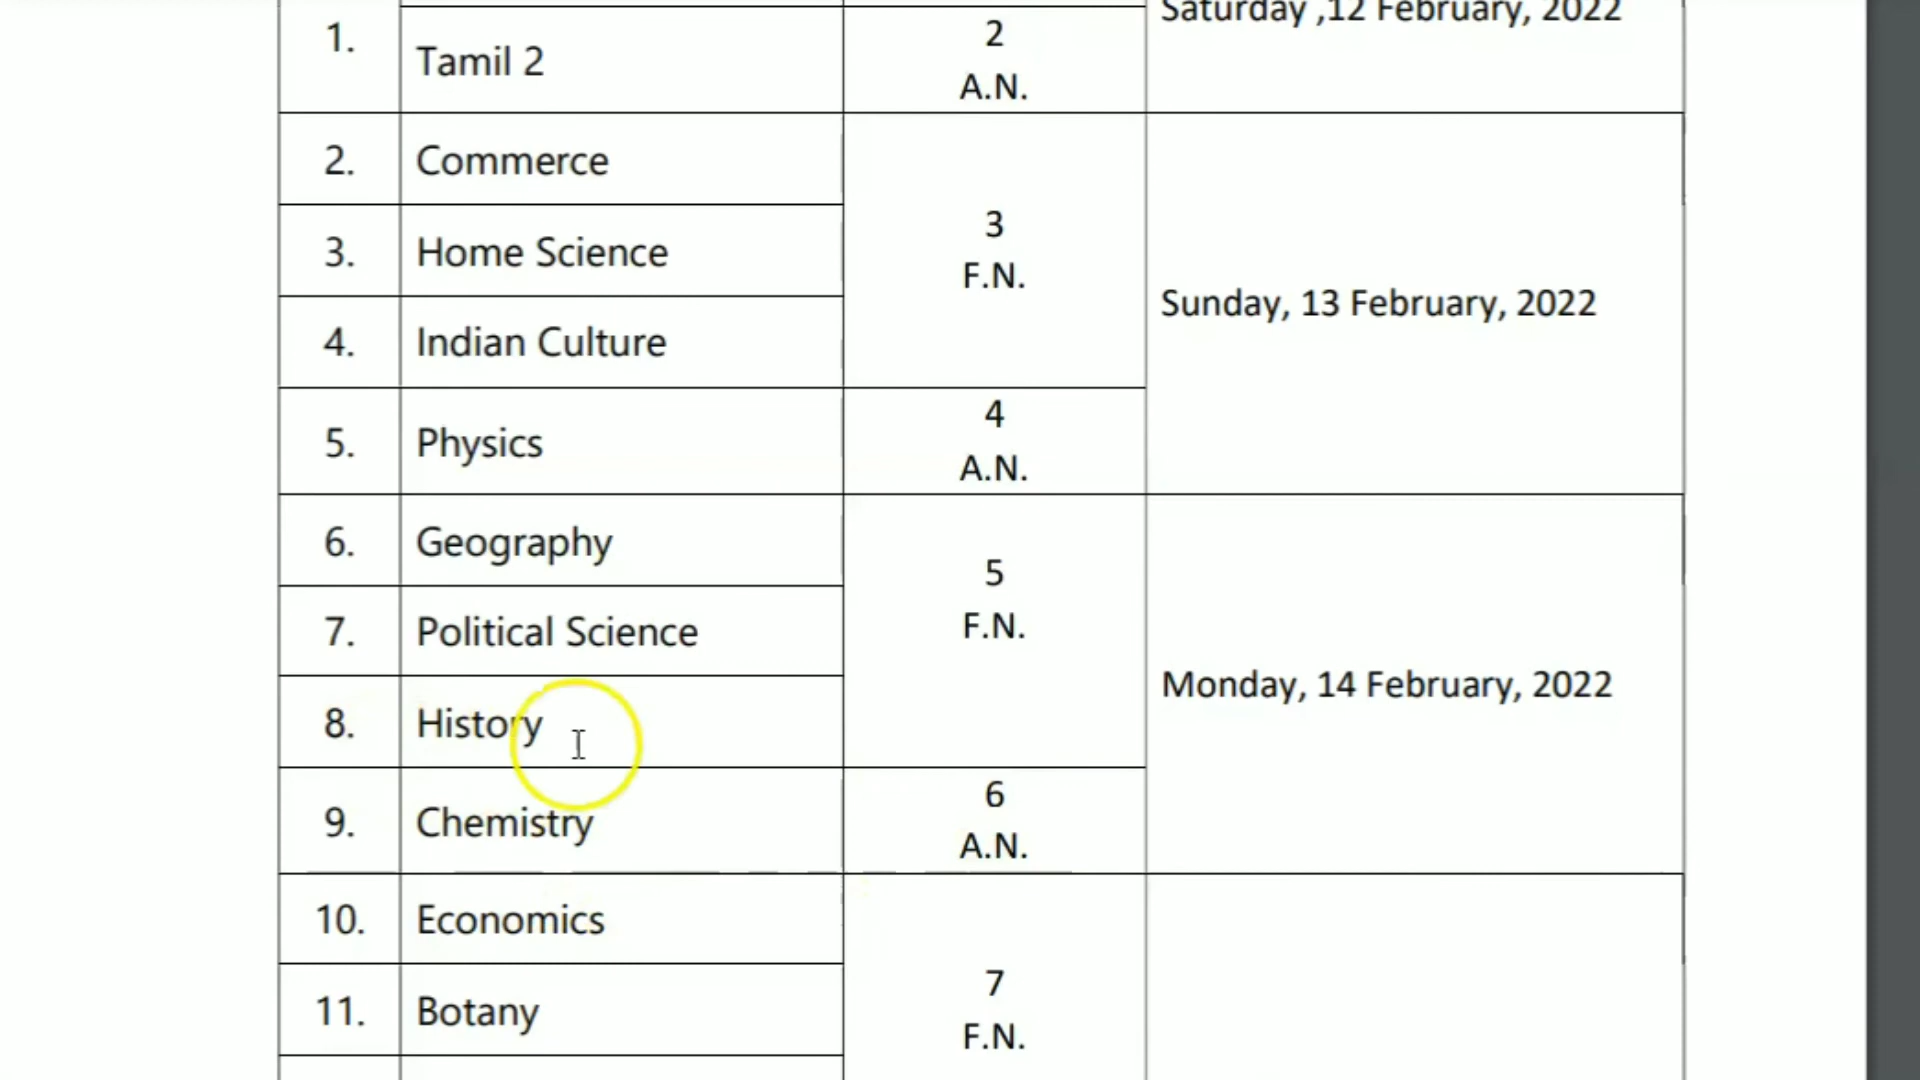 Saturday ,12 February, 2022
1.
Tamil 2
2
A.N.
2.
Commerce
3.
Home Science
4.
Indian Culture
3
F.N.
5.
Physics
4
A.N.
Sunday, 13 February, 2022
6.
Geography
7.
Political Science
8.
History
5
F.N.
9.
Chemistry
6
A.N.
Monday, 14 February, 2022
10.
Economics
11.
Botany
7
F.N.